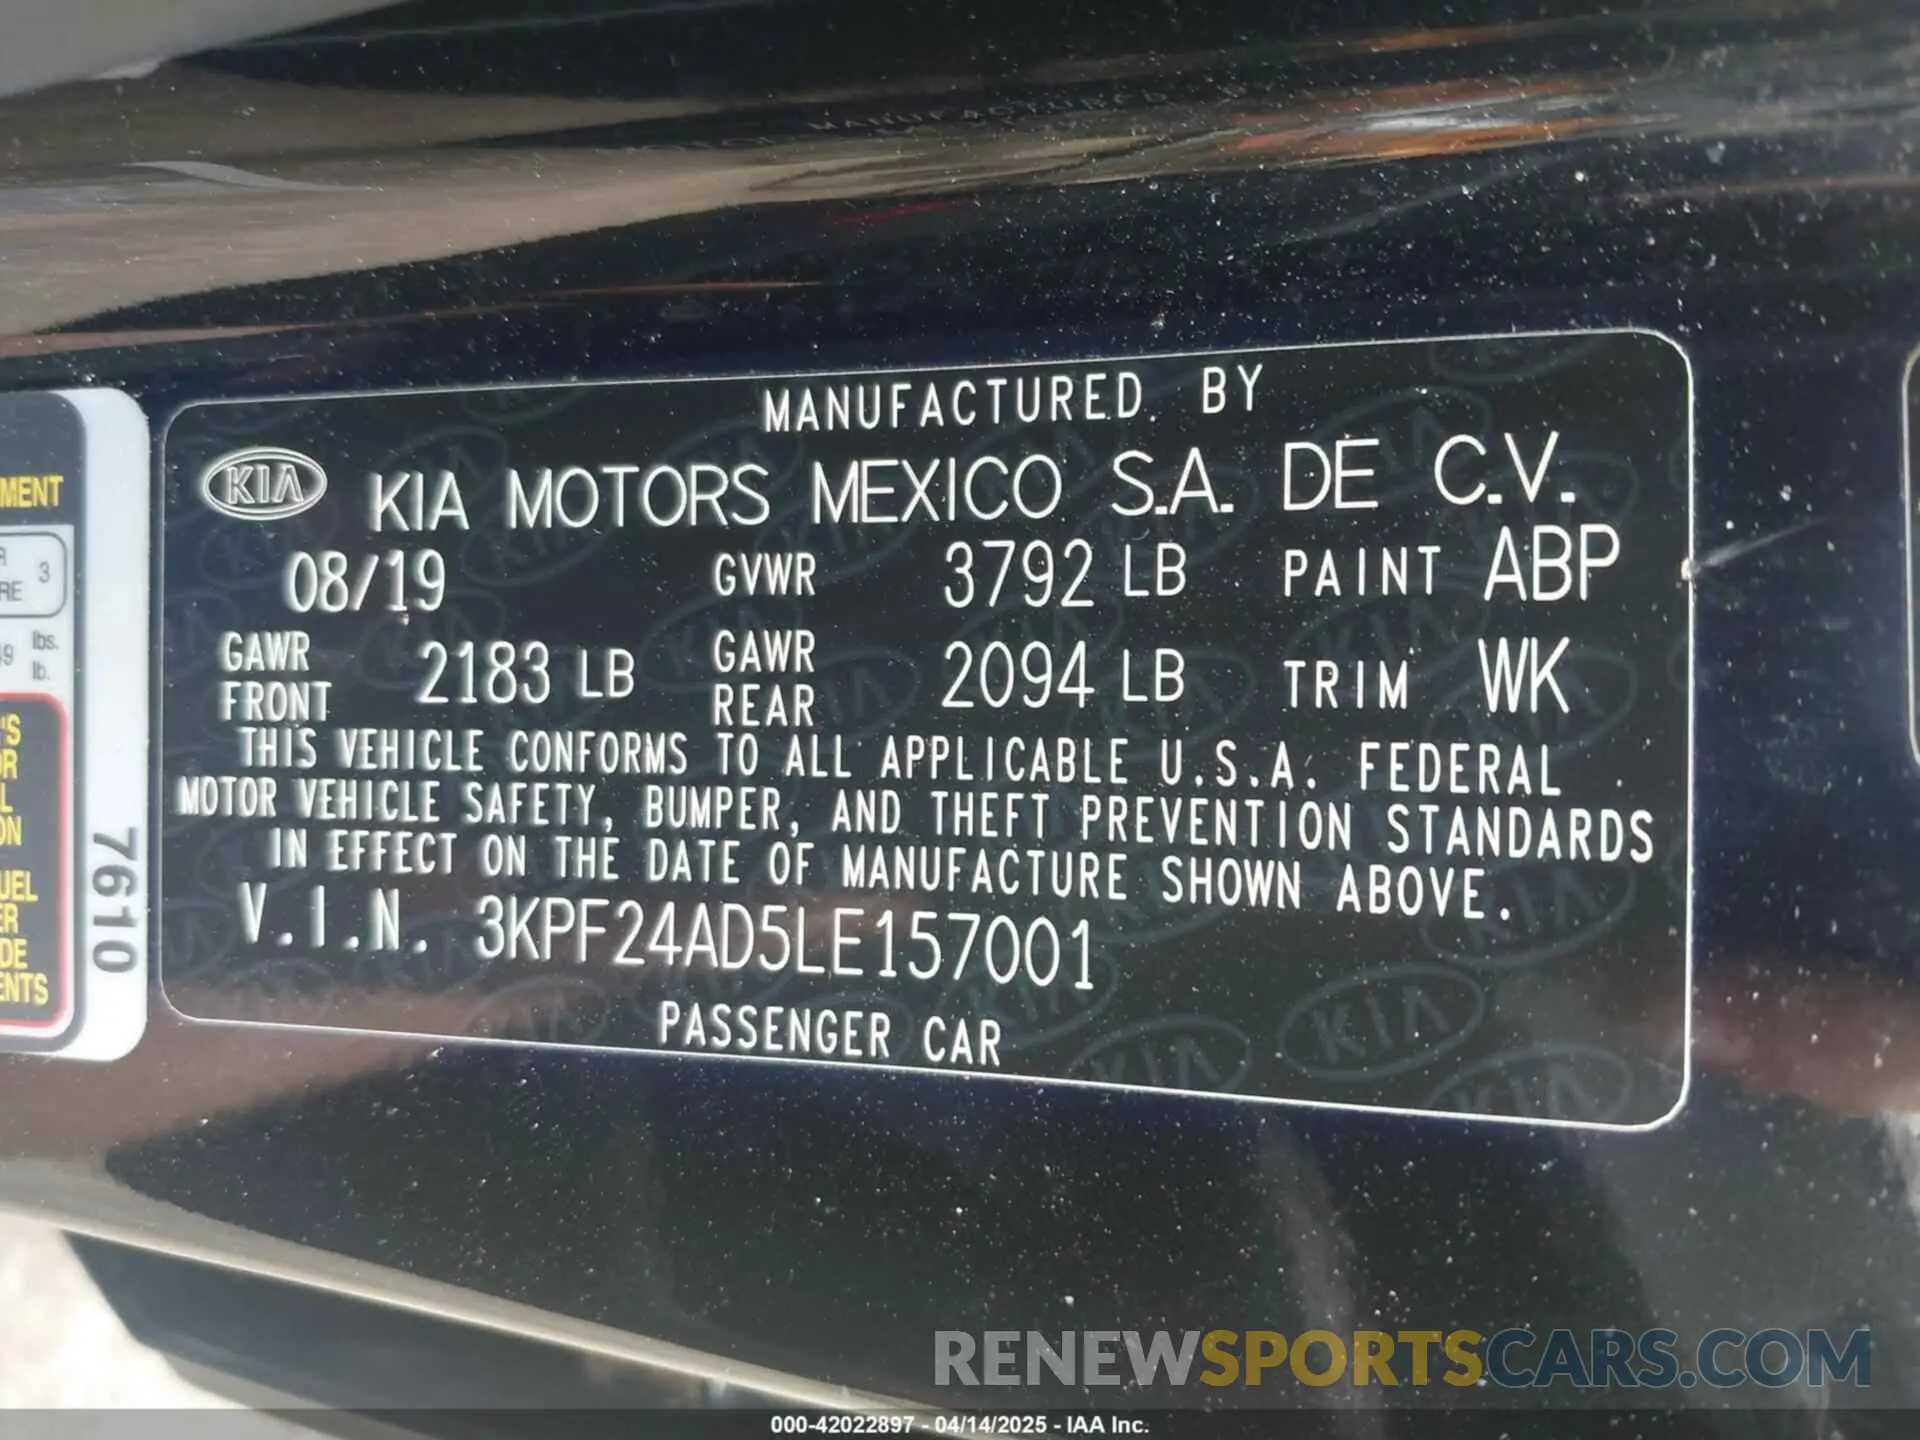 MANUFACTURED BY
KIA KIA MOTORS MEXICO S.A. DE C.V.
08/19 GVWR 3792 LB PAINT ABP
GAWR FRONT 2183 LB GAWR REAR 2094 LB TRIM WK
THIS VEHICLE CONFORMS TO ALL APPLICABLE U.S.A. FEDERAL
MOTOR VEHICLE SAFETY, BUMPER, AND THEFT PREVENTION STANDARDS
IN EFFECT ON THE DATE OF MANUFACTURE SHOWN ABOVE.
V.I.N. 3KPF24AD5LE157001
PASSENGER CAR
3
lbs.
lb.
7610
RENEWSPORTSCARS.COM
000-42022897 - 04/14/2025 - IAA Inc.